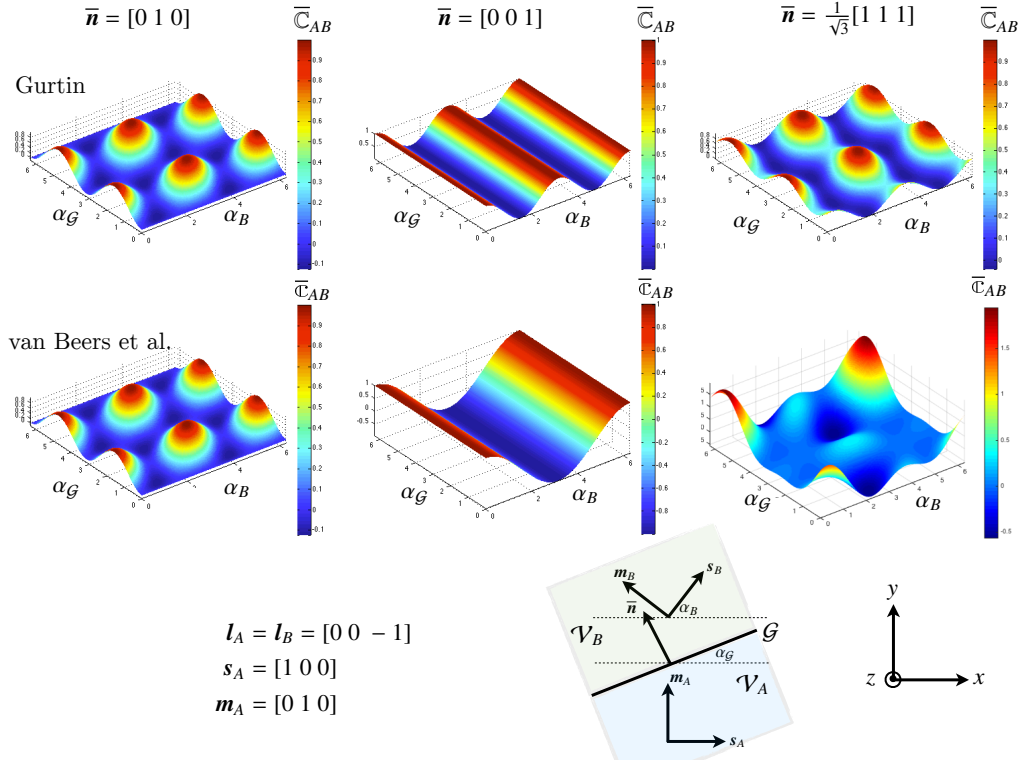 n̅ = [0 1 0]
n̅ = [0 0 1]
n̅ = 1/√3 [1 1 1]
ℂ̅_AB
ℂ̅_AB
ℂ̅_AB
Gurtin
α_𝒢
α_B
α_𝒢
α_B
α_𝒢
α_B
ℂ̅_AB
ℂ̅_AB
ℂ̅_AB
van Beers et al.
α_𝒢
α_B
α_𝒢
α_B
α_𝒢
α_B
l_A = l_B = [0 0 − 1]
s_A = [1 0 0]
m_A = [0 1 0]
m_B
s_B
n̅
α_B
𝒱_B
𝒢
α_𝒢
m_A
𝒱_A
s_A
y
z
x